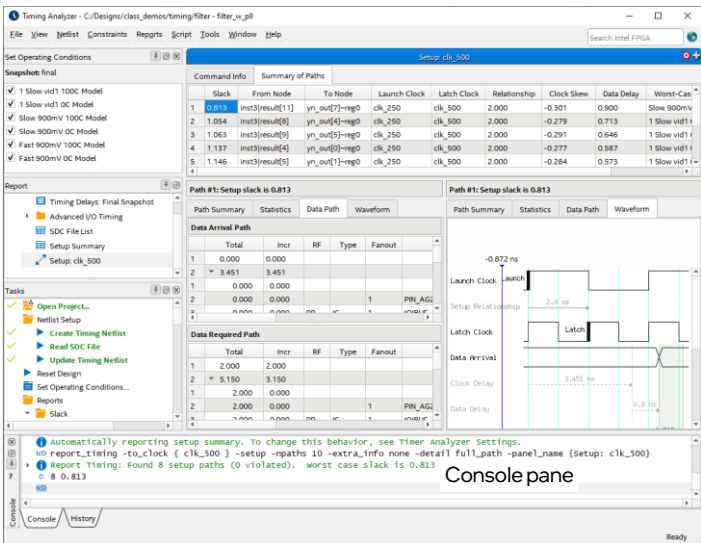 Timing Analyzer - C:/Designs/class_demos/timing/filter - filter_w_pll
File View Netlist Constraints Reports Script Tools Window Help
Search Intel FPGA
Set Operating Conditions
Setup: clk_500
Snapshot: final
1 Slow vid1 100C Model
1 Slow vid1 0C Model
Slow 900mV 100C Model
Slow 900mV 0C Model
Fast 900mV 100C Model
Fast 900mV 0C Model
Command Info Summary of Paths
Slack From Node To Node Launch Clock Latch Clock Relationship Clock Skew Data Delay Worst-Cas
1 0.813 inst3|result[11] yn_out[7]~reg0 clk_250 clk_500 2.000 -0.301 0.900 Slow 900mV
2 1.054 inst3|result[8] yn_out[4]~reg0 clk_250 clk_500 2.000 -0.279 0.713 1 Slow vid1
3 1.063 inst3|result[9] yn_out[5]~reg0 clk_250 clk_500 2.000 -0.291 0.646 1 Slow vid1
4 1.137 inst3|result[4] yn_out[0]~reg0 clk_250 clk_500 2.000 -0.277 0.587 1 Slow vid1
5 1.146 inst3|result[5] yn_out[1]~reg0 clk_250 clk_500 2.000 -0.284 0.573 1 Slow vid1
Report
Timing Delays: Final Snapshot
Advanced I/O Timing
SDC File List
Setup Summary
Setup: clk_500
Tasks
Open Project...
Netlist Setup
Create Timing Netlist
Read SDC File
Update Timing Netlist
Reset Design
Set Operating Conditions...
Reports
Slack
Path #1: Setup slack is 0.813
Path Summary Statistics Data Path Waveform
Data Arrival Path
Total Incr RF Type Fanout
1 0.000 0.000
2 3.451 3.451
1 0.000 0.000
2 0.000 0.000 1 PIN_AG2
Data Required Path
Total Incr RF Type Fanout
1 2.000 2.000
2 5.150 3.150
1 2.000 0.000
2 2.000 0.000 1 PIN_AG2
Path #1: Setup slack is 0.813
Path Summary Statistics Data Path Waveform
-0.872 ns
Launch Clock Launch
Setup Relationship 2.0 ns
Latch Clock Latch
Data Arrival
Clock Delay 3.451 ns
Data Delay 0.9 ns
Automatically reporting setup summary. To change this behavior, see Timer Analyzer Settings.
report_timing -to_clock { clk_500 } -setup -npaths 10 -extra_info none -detail full_path -panel_name {Setup: clk_500}
Report Timing: Found 8 setup paths (0 violated). Worst case slack is 0.813
8 0.813
Console pane
Console
Console History
Ready